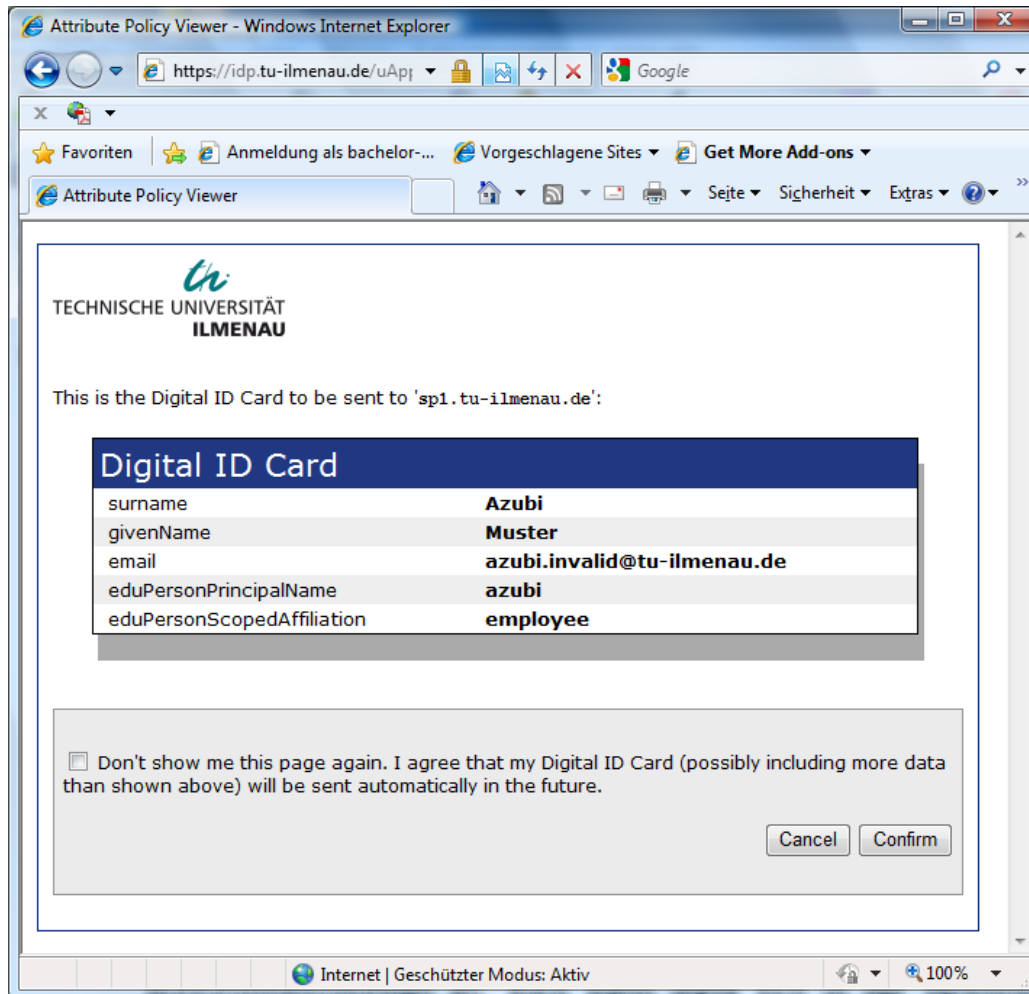 Attribute Policy Viewer - Windows Internet Explorer
https://idp.tu-ilmenau.de/uApp
Google
x
Favoriten Anmeldung als bachelor-... Vorgeschlagene Sites Get More Add-ons
Attribute Policy Viewer Seite Sicherheit Extras »
th
TECHNISCHE UNIVERSITÄT
ILMENAU
This is the Digital ID Card to be sent to 'sp1.tu-ilmenau.de':
Digital ID Card
surname Azubi
givenName Muster
email azubi.invalid@tu-ilmenau.de
eduPersonPrincipalName azubi
eduPersonScopedAffiliation employee
Don't show me this page again. I agree that my Digital ID Card (possibly including more data
than shown above) will be sent automatically in the future.
Cancel Confirm
Internet | Geschützter Modus: Aktiv 100%